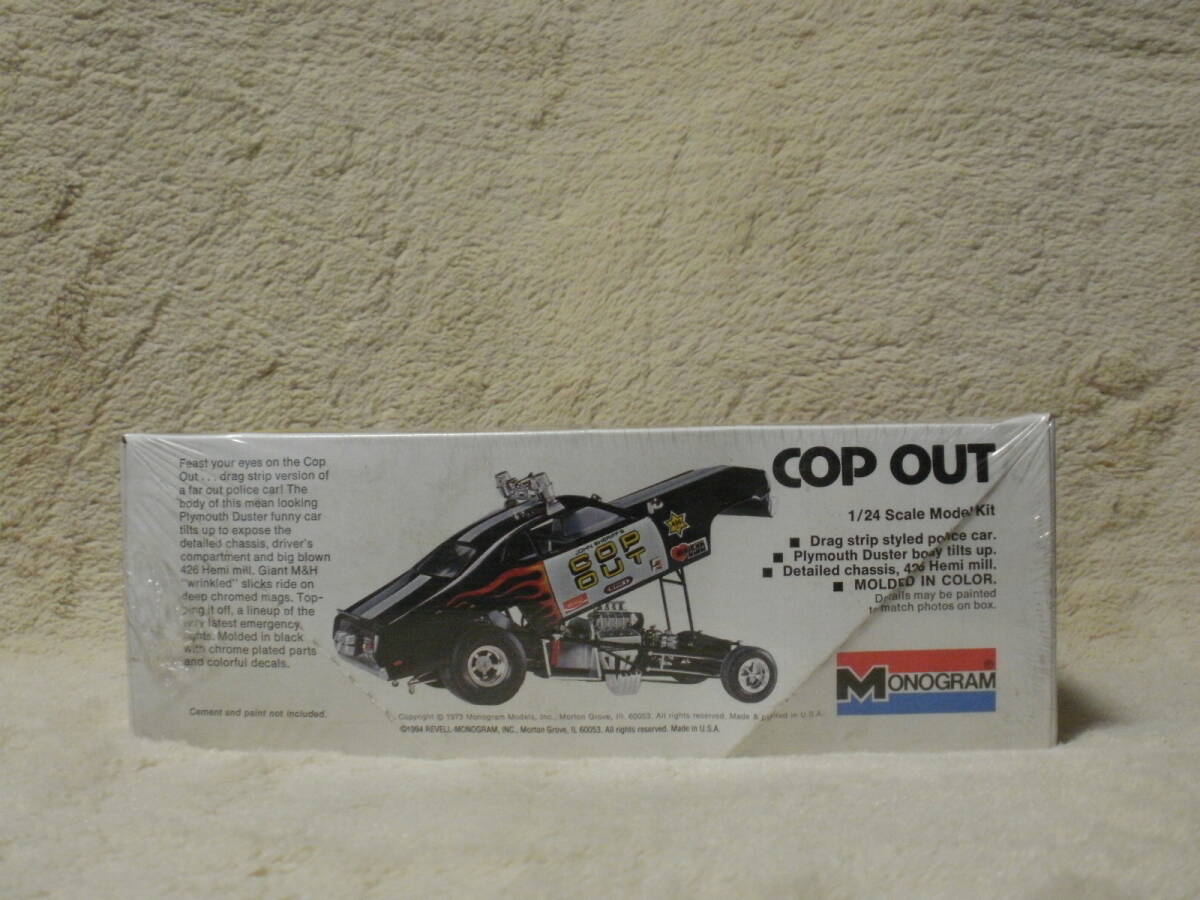 Feast your eyes on the Cop
Out . . . drag strip version of
a far out police car! The
body of this mean looking
Plymouth Duster funny car
tilts up to expose the
detailed chassis, driver's
compartment and big blown
426 Hemi mill. Giant M&H
"wrinkled" slicks ride on
deep chromed mags. Top-
ping it off, a lineup of the
very latest emergency
lights. Molded in black
with chrome plated parts
and colorful decals.
Cement and paint not included.
COP
OUT
COP OUT
1/24 Scale Model Kit
■ Drag strip styled police car.
■ Plymouth Duster body tilts up.
■ Detailed chassis, 426 Hemi mill.
■ MOLDED IN COLOR.
Details may be painted
to match photos on box.
MONOGRAM®
Copyright © 1973 Monogram Models, Inc., Morton Grove, Ill. 60053. All rights reserved. Made & printed in U.S.A.
©1994 REVELL-MONOGRAM, INC., Morton Grove, IL 60053. All rights reserved. Made in U.S.A.